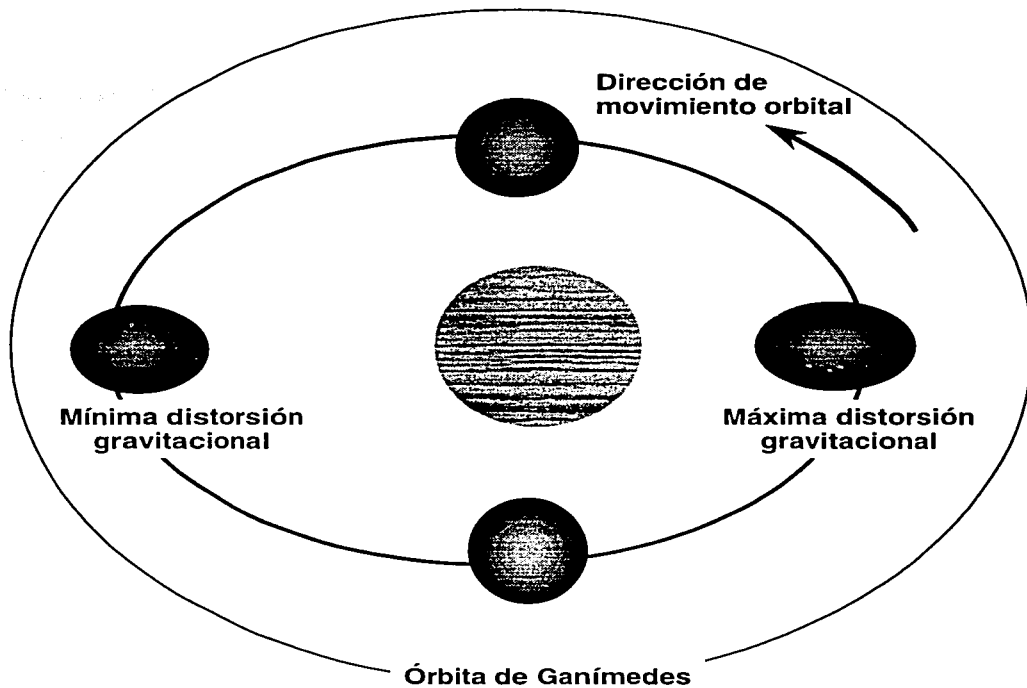 Dirección de
movimiento orbital
Mínima distorsión
gravitacional
Máxima distorsión
gravitacional
Órbita de Ganímedes